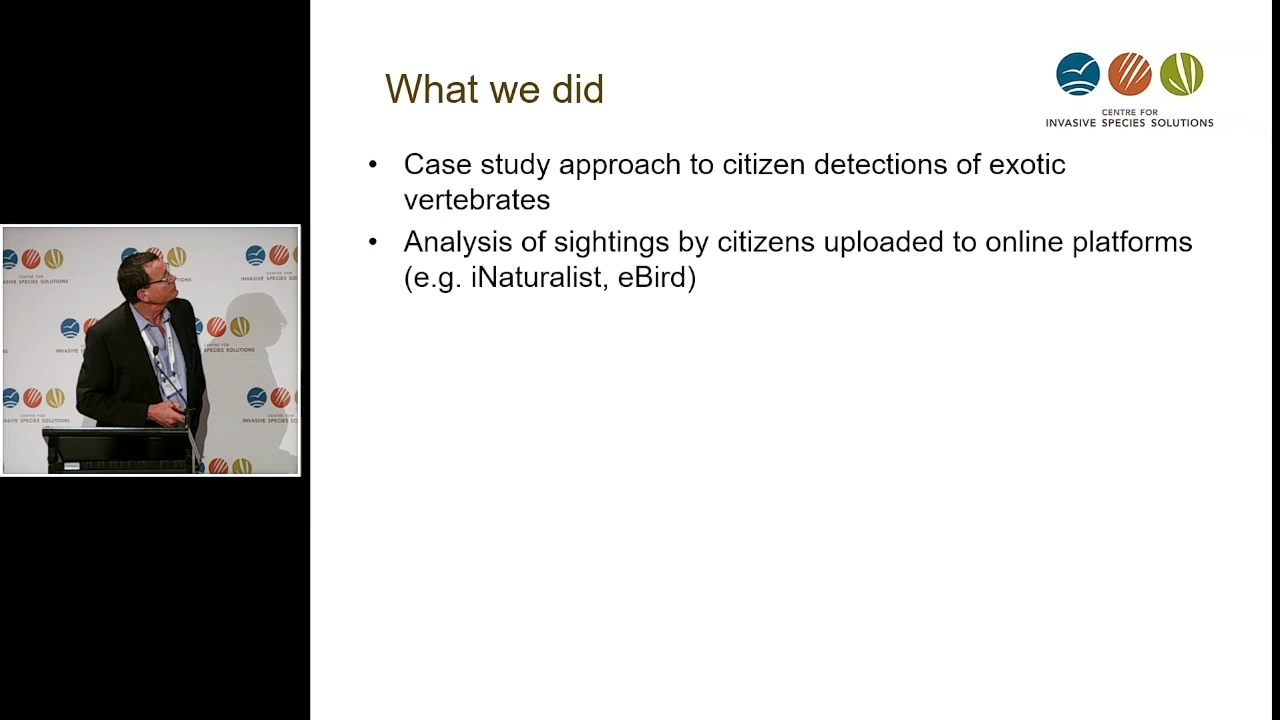 What we did
CENTRE FOR
INVASIVE SPECIES SOLUTIONS
• Case study approach to citizen detections of exotic
vertebrates
• Analysis of sightings by citizens uploaded to online platforms
(e.g. iNaturalist, eBird)